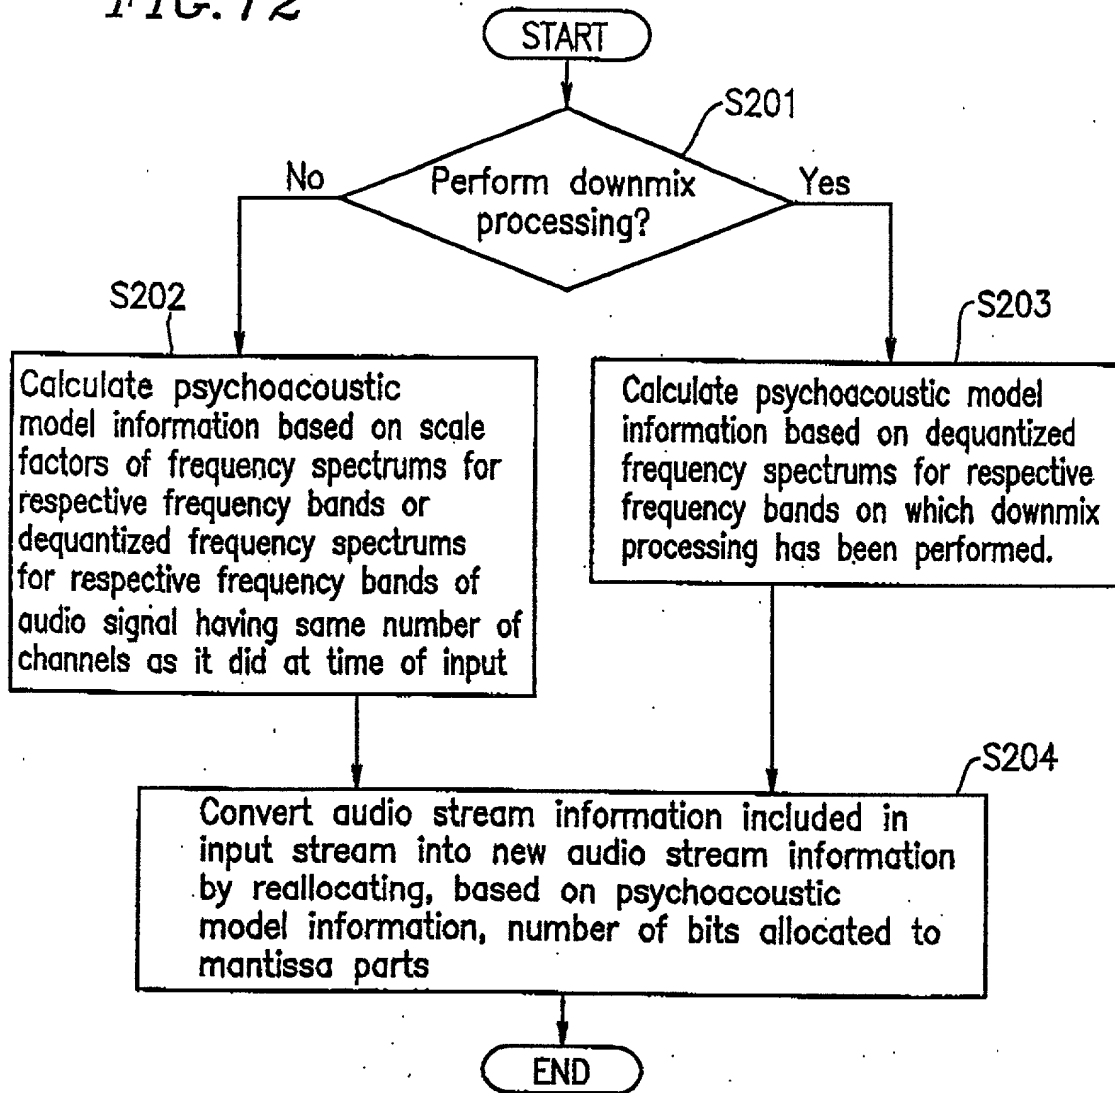 FIG. 12
START
S201
Perform downmix
processing?
No
Yes
S202
Calculate psychoacoustic
model information based on scale
factors of frequency spectrums for
respective frequency bands or
dequantized frequency spectrums
for respective frequency bands of
audio signal having same number of
channels as it did at time of input
S203
Calculate psychoacoustic model
information based on dequantized
frequency spectrums for respective
frequency bands on which downmix
processing has been performed.
S204
Convert audio stream information included in
input stream into new audio stream information
by reallocating, based on psychoacoustic
model information, number of bits allocated to
mantissa parts
END